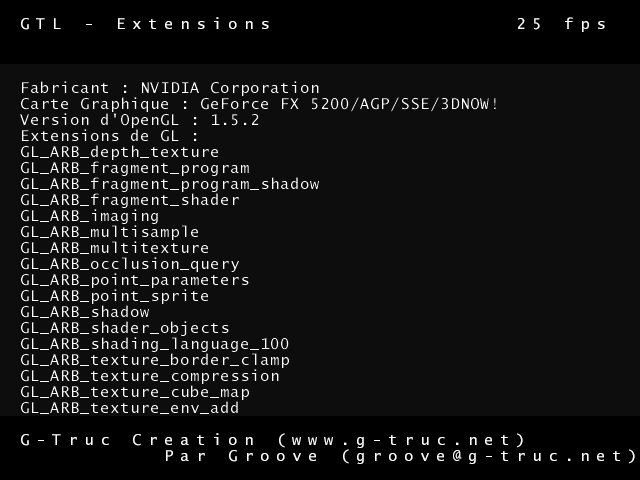 GTL - Extensions 25 fps
Fabricant : NVIDIA Corporation
Carte Graphique : GeForce FX 5200/AGP/SSE/3DNOW!
Version d'OpenGL : 1.5.2
Extensions de GL :
GL_ARB_depth_texture
GL_ARB_fragment_program
GL_ARB_fragment_program_shadow
GL_ARB_fragment_shader
GL_ARB_imaging
GL_ARB_multisample
GL_ARB_multitexture
GL_ARB_occlusion_query
GL_ARB_point_parameters
GL_ARB_point_sprite
GL_ARB_shadow
GL_ARB_shader_objects
GL_ARB_shading_language_100
GL_ARB_texture_border_clamp
GL_ARB_texture_compression
GL_ARB_texture_cube_map
GL_ARB_texture_env_add
G-Truc Creation (www.g-truc.net)
Par Groove (groove@g-truc.net)